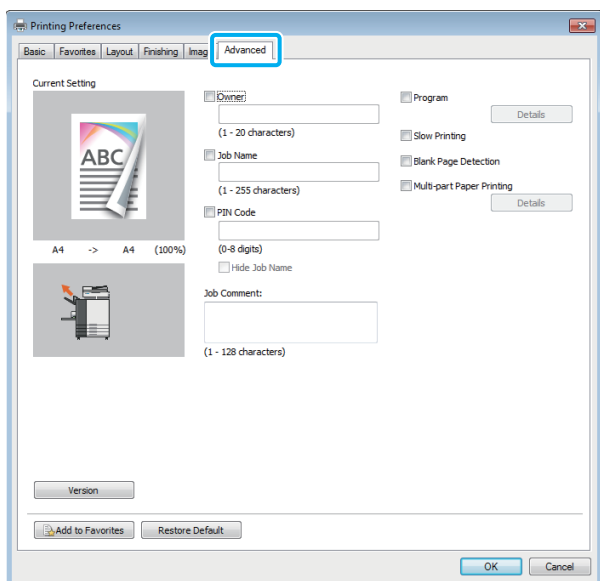 Printing Preferences
Basic Favorites Layout Finishing Imag Advanced
Current Setting
ABC
A4 -> A4 (100%)
Owner
(1 - 20 characters)
Job Name
(1 - 255 characters)
PIN Code
(0-8 digits)
Hide Job Name
Job Comment:
(1 - 128 characters)
Program
Details
Slow Printing
Blank Page Detection
Multi-part Paper Printing
Details
Version
Add to Favorites Restore Default
OK Cancel